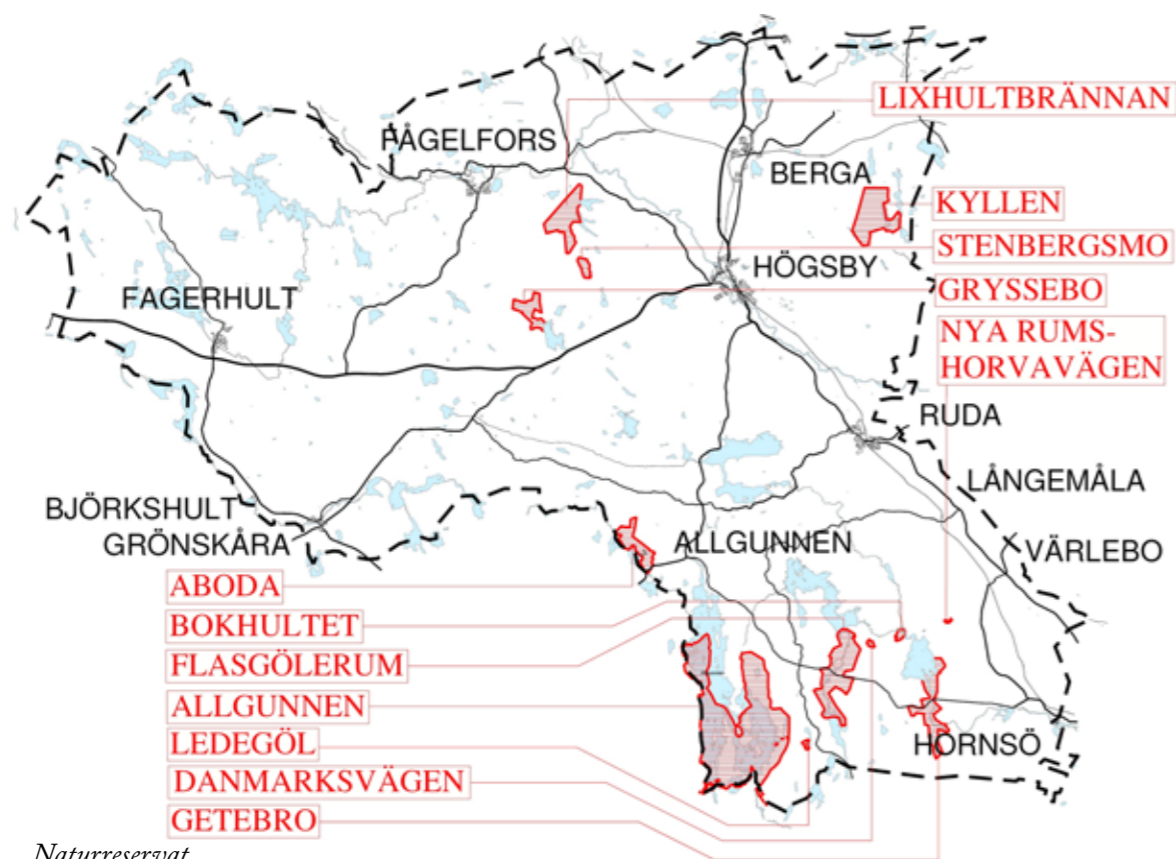 LIXHULTBRÄNNAN
FÅGELFORS
BERGA
KYLLEN
STENBERGSMO
HÖGSBY
GRYSSEBO
FAGERHULT
NYA RUMS-
HORVAVÄGEN
RUDA
LÅNGEMÅLA
BJÖRKSHULT
GRÖNSKÅRA
ALLGUNNEN
VÄRLEBO
ABODA
BOKHULTET
FLASGÖLERUM
ALLGUNNEN
LEDEGÖL
HORNSÖ
DANMARKSVÄGEN
GETEBRO
Naturreservat